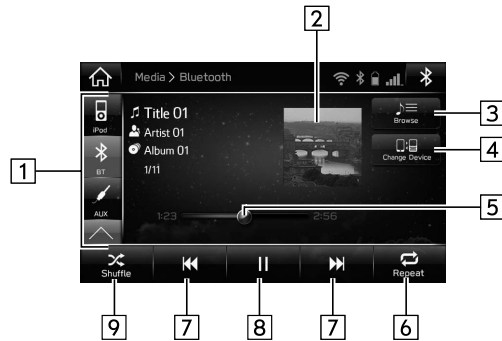 2
Media > Bluetooth
iPod
BT
AUX
Title 01
Artist 01
Album 01
1/11
Browse
Change Device
3
4
1
5
1:23
2:56
Shuffle
Repeat
9
7
8
7
6